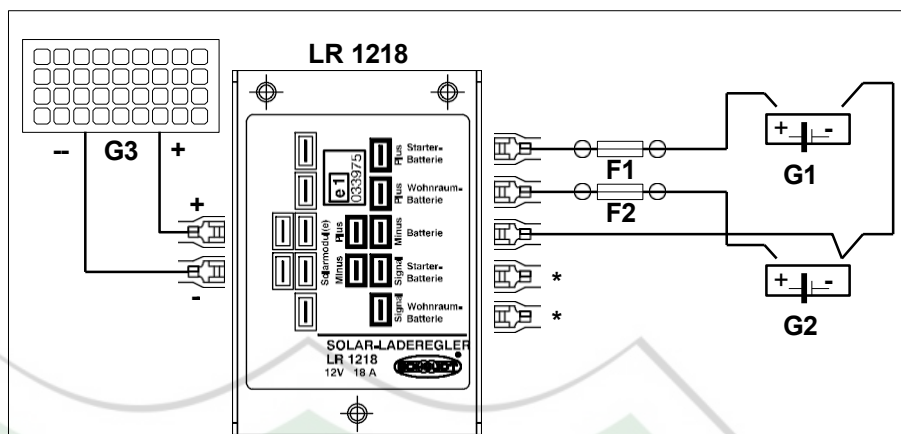 LR 1218
-- G3 +
+
-
Plus
Starter-
Batterie
Plus
Wohnraum-
Batterie
e1
033975
Solarmodul(e)
Plus
Minus
Minus
Batterie
Signal
Starter-
Batterie
Signal
Wohnraum-
Batterie
SOLAR-LADEREGLER
LR 1218
12V 18 A
F1
F2
*
*
+ -
G1
+ -
G2